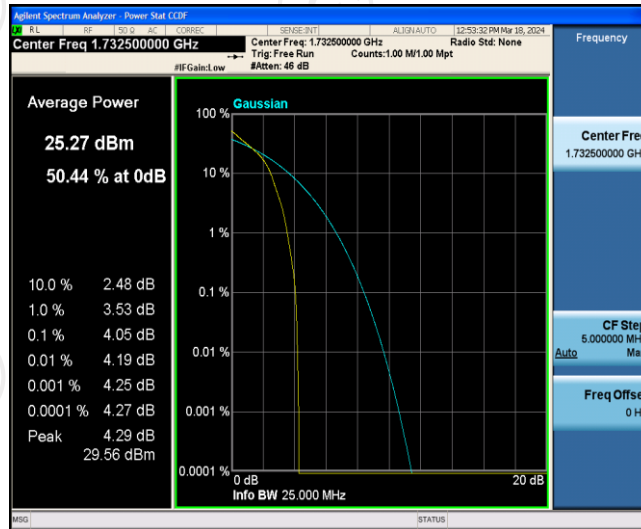 Agilent Spectrum Analyzer - Power Stat CCDF
RL RF 50 Ω AC CORREC SENSE:INT ALIGNAUTO 12:53:32 PM Mar 18, 2024
Center Freq 1.732500000 GHz
Center Freq: 1.732500000 GHz Radio Std: None
Trig: Free Run Counts:1.00 M/1.00 Mpt
#IFGain:Low #Atten: 46 dB
Frequency
Average Power
25.27 dBm
50.44 % at 0dB
10.0 % 2.48 dB
1.0 % 3.53 dB
0.1 % 4.05 dB
0.01 % 4.19 dB
0.001 % 4.25 dB
0.0001 % 4.27 dB
Peak 4.29 dB
29.56 dBm
Gaussian
100 %
10 %
1 %
0.1 %
0.01 %
0.001 %
0.0001 %
0 dB 20 dB
Info BW 25.000 MHz
Center Fre
1.732500000 GH
CF Step
5.000000 MH
Auto Ma
Freq Offse
0 H
MSG STATUS